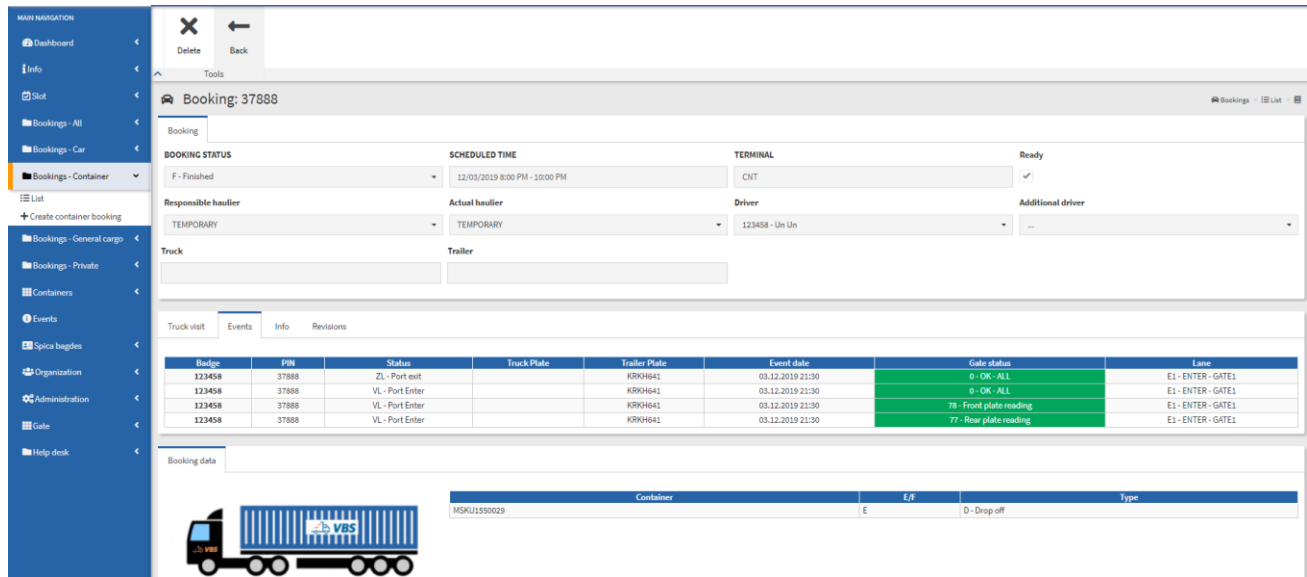 MAIN NAVIGATION
Dashboard
Info
Slot
Bookings - All
Bookings - Car
Bookings - Container
List
Create container booking
Bookings - General cargo
Bookings - Private
Containers
Events
Spica bagdes
Organization
Administration
Gate
Help desk
Delete Back
Tools
Booking: 37888
Bookings - List -
Booking
BOOKING STATUS SCHEDULED TIME TERMINAL Ready
F - Finished 12/03/2019 8:00 PM - 10:00 PM CNT
Responsible haulier Actual haulier Driver Additional driver
TEMPORARY TEMPORARY 123458 - Un Un ...
Truck Trailer
Truck visit Events Info Revisions
Badge PIN Status Truck Plate Trailer Plate Event date Gate status Lane
123458 37888 ZL - Port exit KRKH641 03.12.2019 21:30 0 - OK - ALL E1 - ENTER - GATE1
123458 37888 VL - Port Enter KRKH641 03.12.2019 21:30 0 - OK - ALL E1 - ENTER - GATE1
123458 37888 VL - Port Enter KRKH641 03.12.2019 21:30 78 - Front plate reading E1 - ENTER - GATE1
123458 37888 VL - Port Enter KRKH641 03.12.2019 21:30 77 - Rear plate reading E1 - ENTER - GATE1
Booking data
Container E/F Type
MSKU1550029 E D - Drop off
VBS
VBS